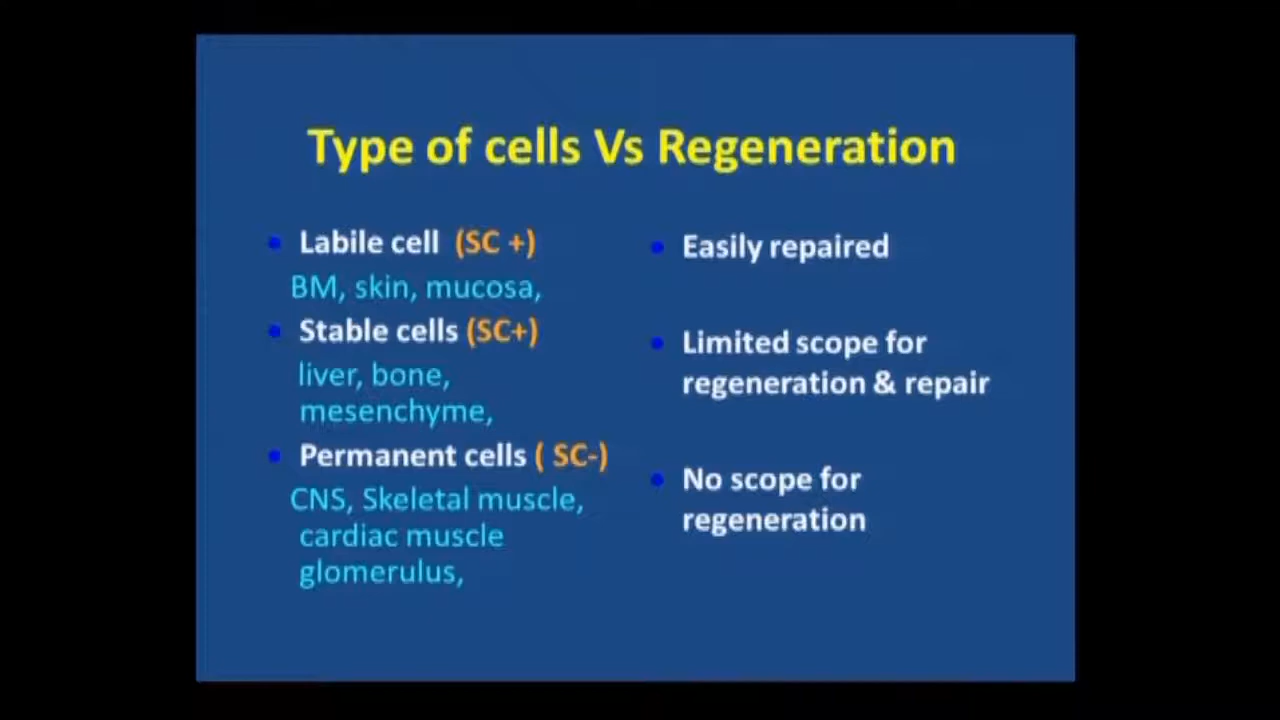 Type of cells Vs Regeneration
• Labile cell (SC +)
BM, skin, mucosa,
• Stable cells (SC+)
liver, bone,
mesenchyme,
• Permanent cells ( SC-)
CNS, Skeletal muscle,
cardiac muscle
glomerulus,
• Easily repaired
• Limited scope for
regeneration & repair
• No scope for
regeneration